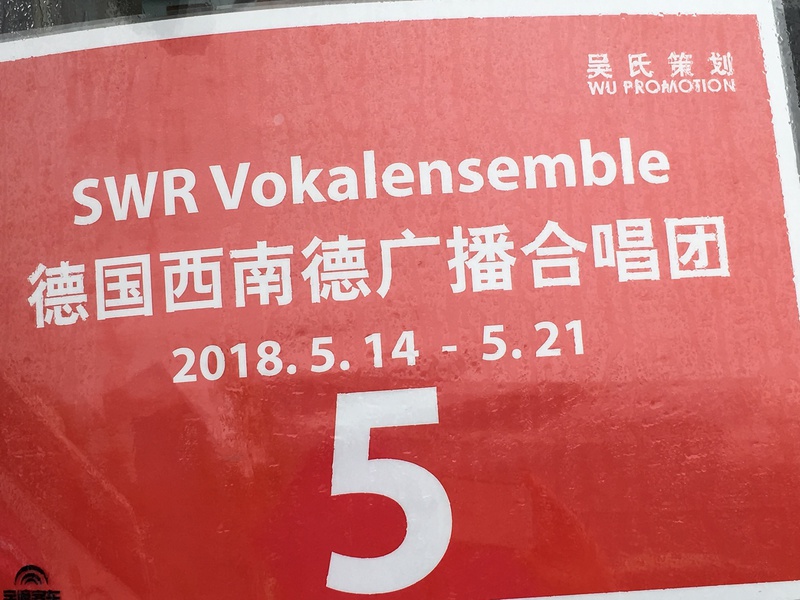 吴氏策划
WU PROMOTION
SWR Vokalensemble
德国西南德广播合唱团
2018.5.14 - 5.21
5